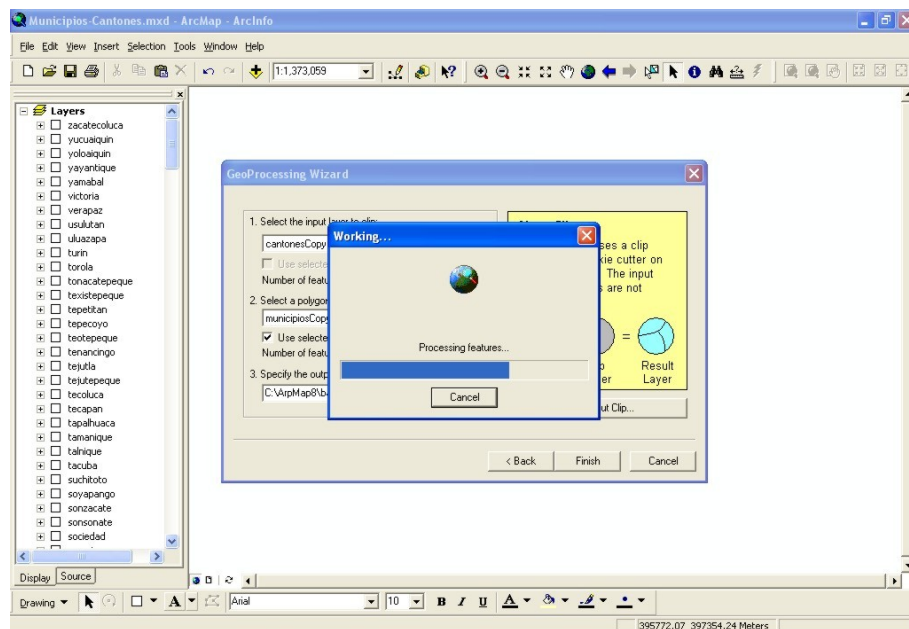 Municipios-Cantones.mxd - ArcMap - ArcInfo
File Edit View Insert Selection Tools Window Help
1:1,373,059
Layers
zacatecoluca
yucuaiquin
yoloaiquin
yayantique
yamabal
victoria
verapaz
usulutan
uluazapa
turin
torola
tonacatepeque
texistepeque
tepetitan
tepecoyo
teotepeque
tenancingo
tejutla
tejutepeque
tecoluca
tecapan
tapalhuaca
tamanique
talnique
tacuba
suchitoto
soyapango
sonzacate
sonsonate
sociedad
Display Source
GeoProcessing Wizard
1. Select the input layer to clip:
cantonesCopy
Use selecte
Number of featu
2. Select a polygon
municipiosCopy
Use selecte
Number of featu
3. Specify the outp
C:\ArpMap8\b
Working...
Processing features...
Cancel
ses a clip
kie cutter on
The input
s are not
=
Result
er Layer
ut Clip...
< Back Finish Cancel
Drawing A Arial 10 B I U A
395772.07 397354.24 Meters